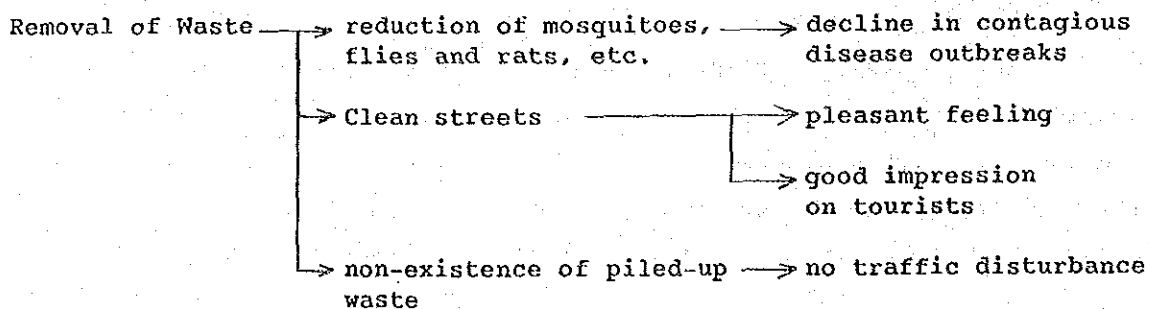 Removal of Waste → reduction of mosquitoes, → decline in contagious
flies and rats, etc. disease outbreaks
→ Clean streets → pleasant feeling
→ good impression
on tourists
→ non-existence of piled-up → no traffic disturbance
waste